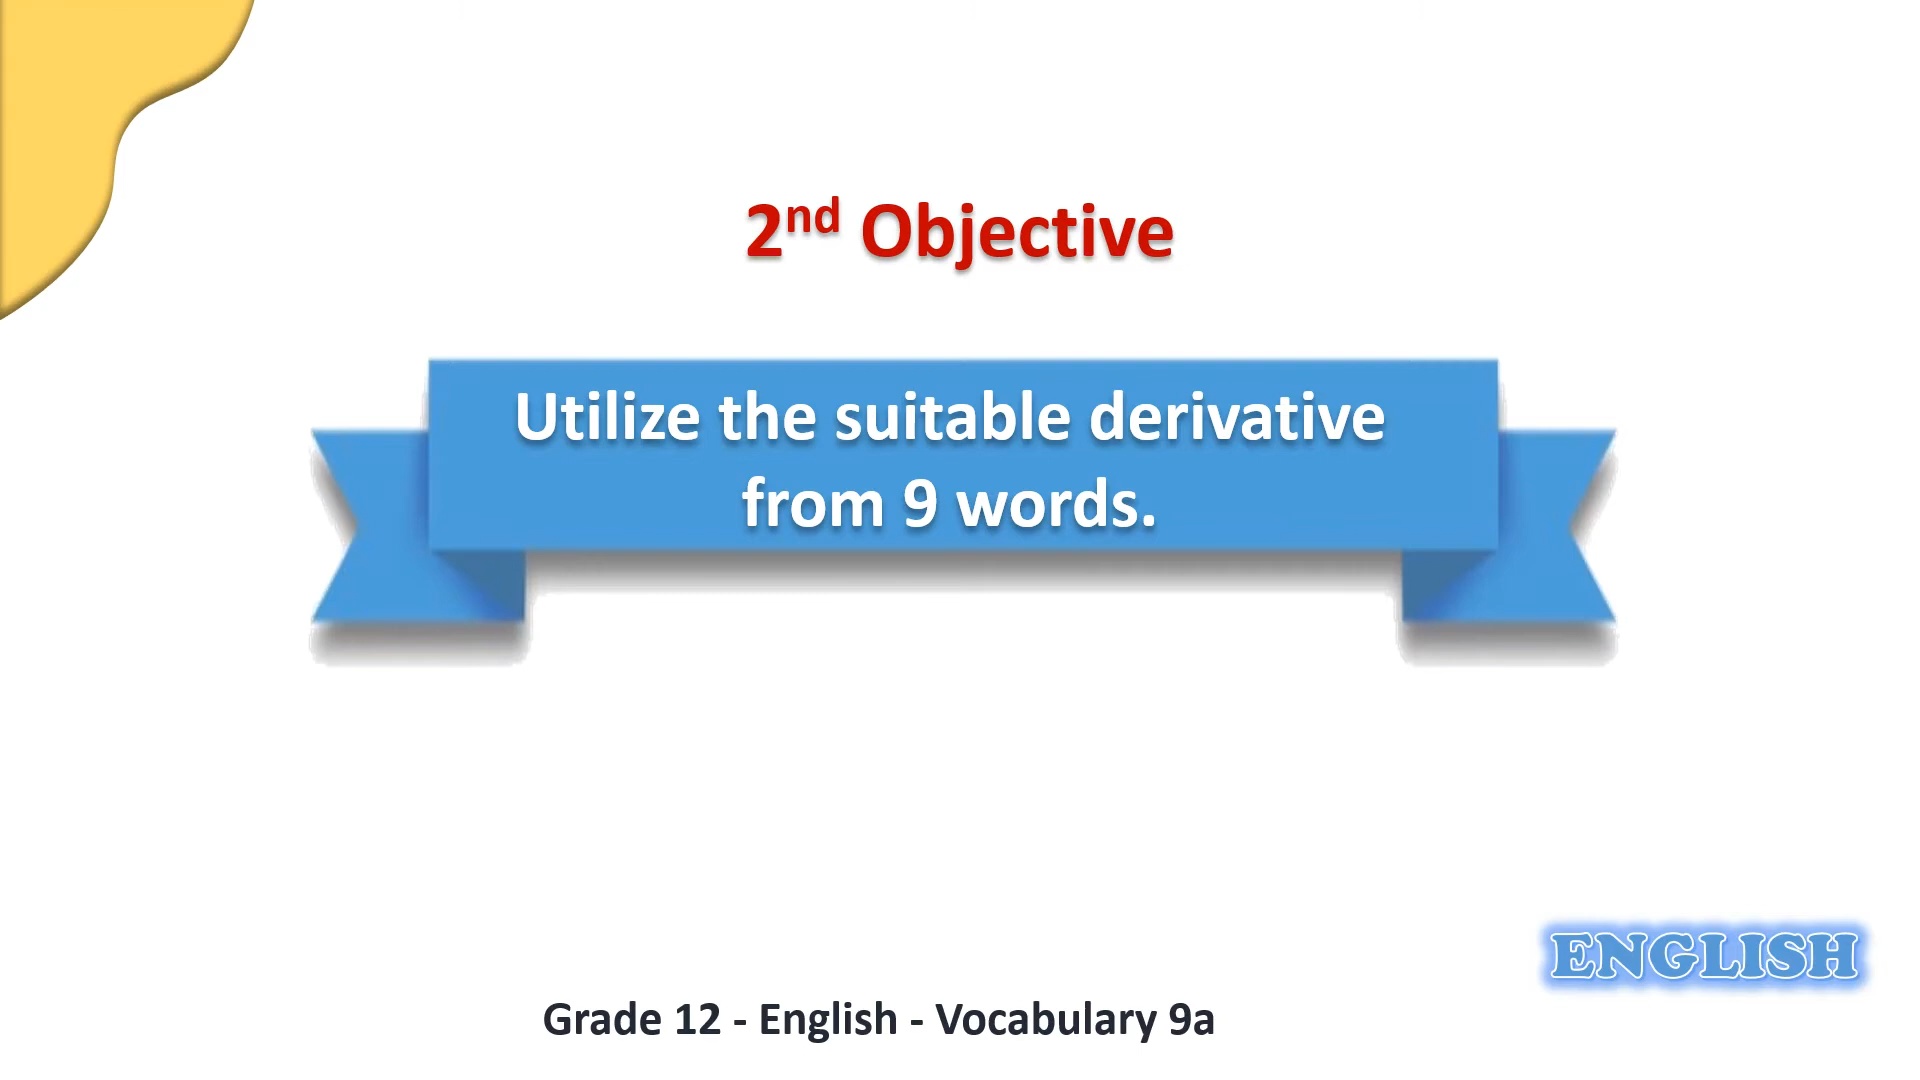 2nd Objective
Utilize the suitable derivative
from 9 words.
ENGLISH
Grade 12 - English - Vocabulary 9a